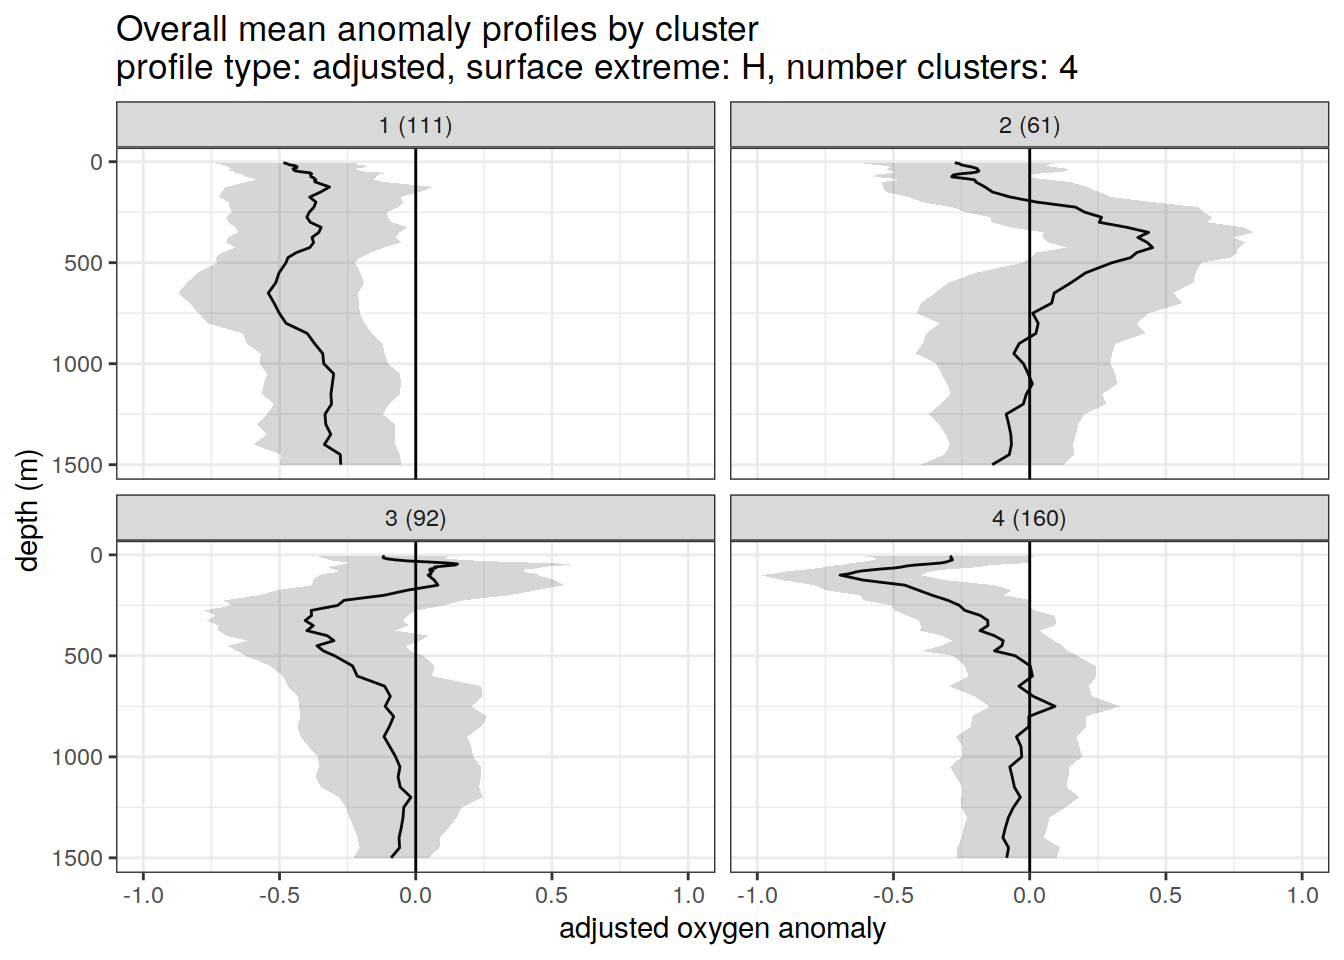 Overall mean anomaly profiles by cluster
profile type: adjusted, surface extreme: H, number clusters: 4
1 (111)
2 (61)
0
500
1000
1500
depth (m)
3 (92)
4 (160)
0
500
1000
1500
-1.0 -0.5 0.0 0.5 1.0 -1.0 -0.5 0.0 0.5 1.0
adjusted oxygen anomaly